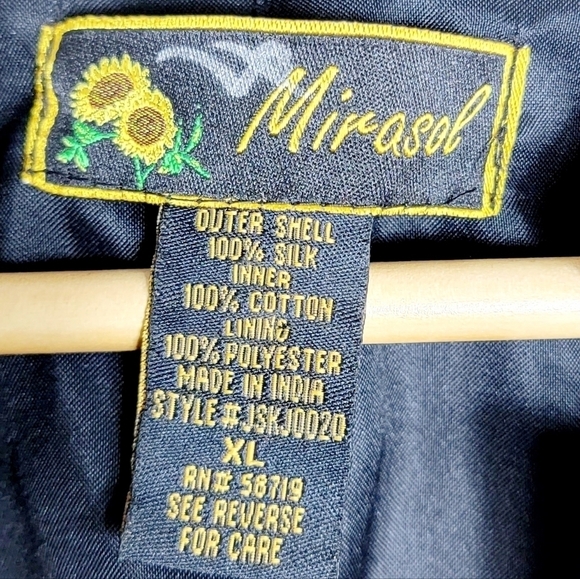 Mirasol
OUTER SHELL
100% SILK
INNER
100% COTTON
LINING
100% POLYESTER
MADE IN INDIA
STYLE# JSKJ0020
XL
RN# 58719
SEE REVERSE
FOR CARE